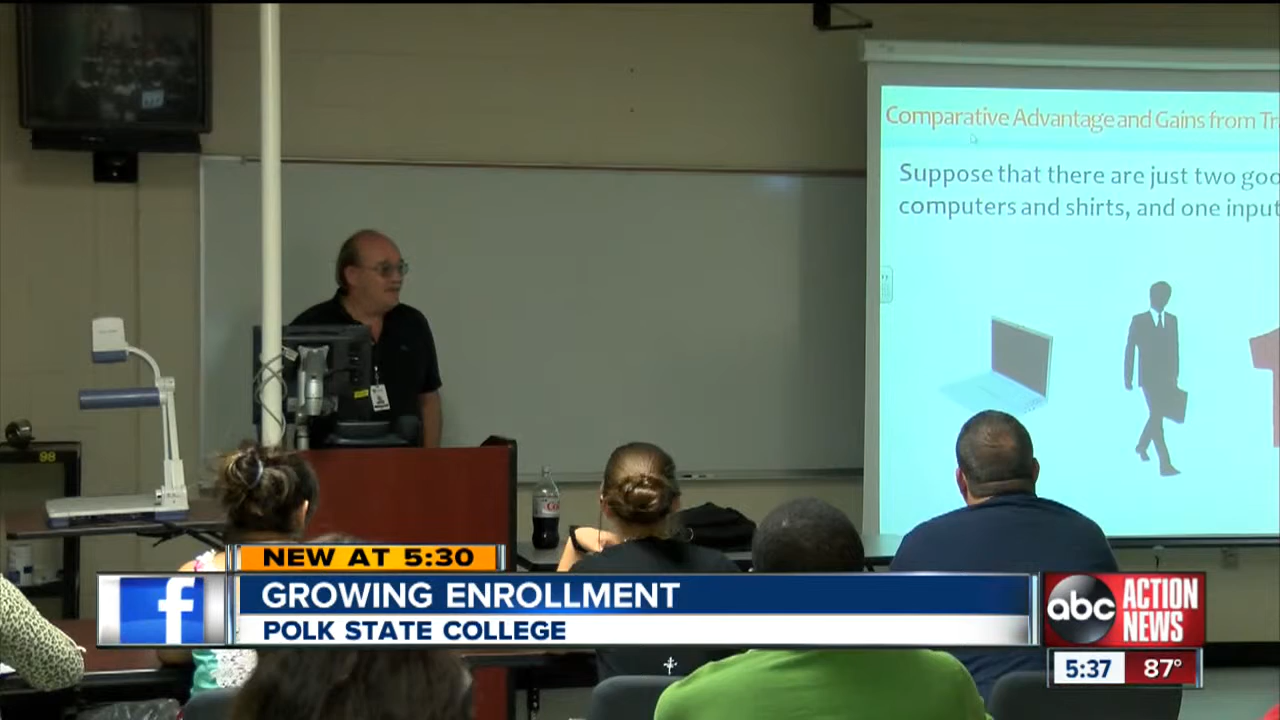 Comparative Advantage and Gains from Tr
Suppose that there are just two goo
computers and shirts, and one input
98
NEW AT 5:30
f
GROWING ENROLLMENT
POLK STATE COLLEGE
abc
ACTION
NEWS
5:37
87°